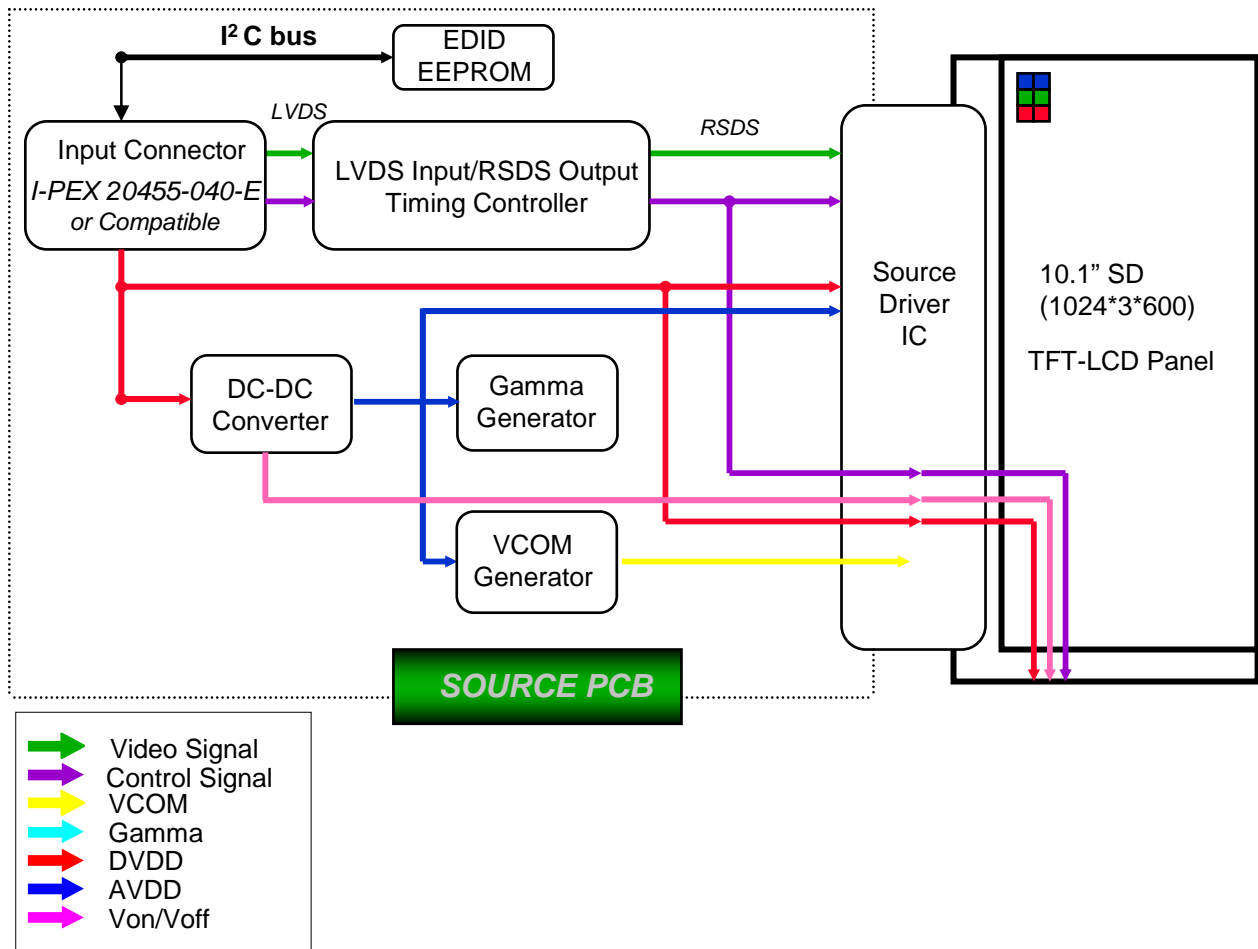 I² C bus
EDID
EEPROM
LVDS
RSDS
Input Connector
I-PEX 20455-040-E
or Compatible
LVDS Input/RSDS Output
Timing Controller
Source
Driver
IC
10.1" SD
(1024*3*600)
TFT-LCD Panel
DC-DC
Converter
Gamma
Generator
VCOM
Generator
SOURCE PCB
Video Signal
Control Signal
VCOM
Gamma
DVDD
AVDD
Von/Voff